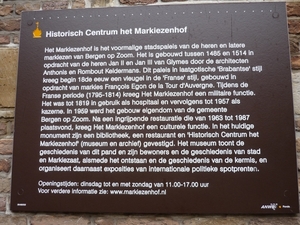 Historisch Centrum het Markiezenhof
Het Markiezenhof is het voormalige stadspaleis van de heren en latere
markiezen van Bergen op Zoom. Het is gebouwd tussen 1485 en 1514 in
opdracht van de heren Jan II en Jan III van Glymes door de architecten
Anthonis en Rombout Keldermans. Dit paleis in laatgotische 'Brabantse' stijl
kreeg begin 18de eeuw een vleugel in de 'Franse' stijl, gebouwd in
opdracht van markies François Egon de la Tour d'Auvergne. Tijdens de
Franse periode (1795-1814) kreeg Het Markiezenhof een militaire functie.
Het was tot 1819 in gebruik als hospitaal en vervolgens tot 1957 als
kazerne. In 1959 werd het gebouw eigendom van de gemeente
Bergen op Zoom. Na een ingrijpende restauratie die van 1963 tot 1987
plaatsvond, kreeg Het Markiezenhof een culturele functie. In het huidige
monument zijn een bibliotheek, een restaurant en 'Historisch Centrum het
Markiezenhof' (museum en archief) gevestigd. Het museum toont de
geschiedenis van dit pand en zijn bewoners en de geschiedenis van stad
en Markiezaat, alsmede het ontstaan en de geschiedenis van de kermis, en
organiseert daarnaast exposities van internationale politieke spotprenten.
Openingstijden: dinsdag tot en met zondag van 11.00-17.00 uur
Voor verdere informatie zie: www.markiezenhof.nl
ANWB